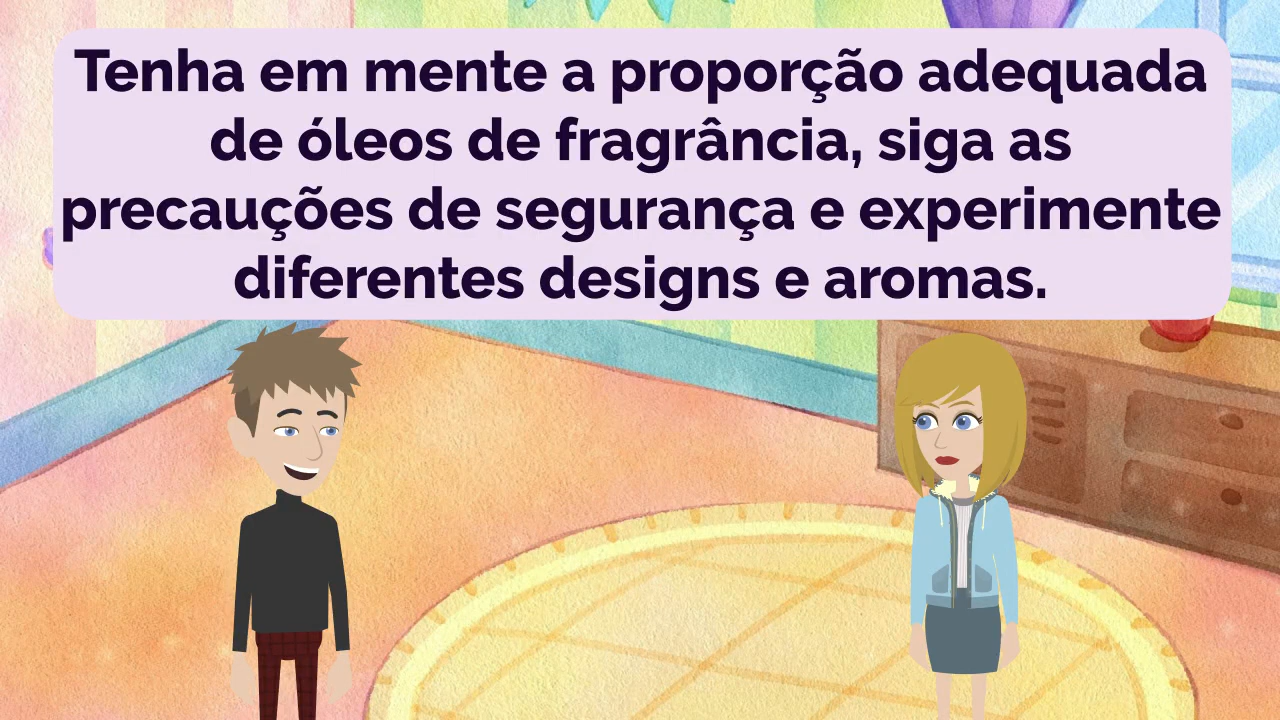 Tenha em mente a proporção adequada
de óleos de fragrância, siga as
precauções de segurança e experimente
diferentes designs e aromas.